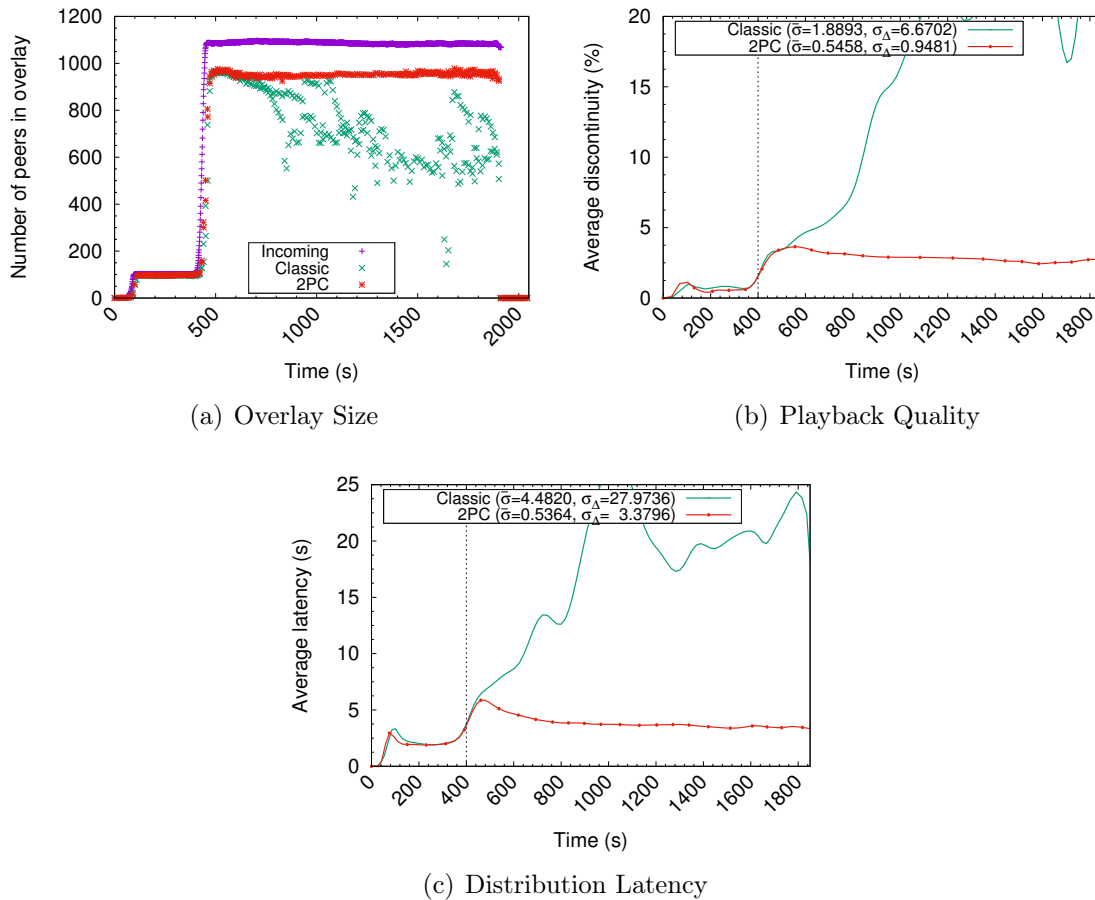 1200
1000
800
600
400
200
0
Number of peers in overlay
Incoming
Classic
2PC
0
500
1000
1500
2000
Time (s)
(a) Overlay Size
20
15
10
5
0
Average discontinuity (%)
Classic (σ̄=1.8893, σΔ=6.6702)
2PC (σ̄=0.5458, σΔ=0.9481)
0
200
400
600
800
1000
1200
1400
1600
1800
Time (s)
(b) Playback Quality
25
20
15
10
5
0
Average latency (s)
Classic (σ̄=4.4820, σΔ=27.9736)
2PC (σ̄=0.5364, σΔ= 3.3796)
0
200
400
600
800
1000
1200
1400
1600
1800
Time (s)
(c) Distribution Latency